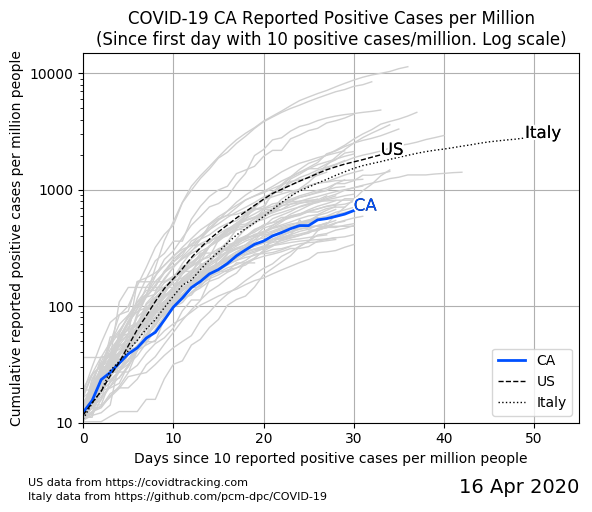 COVID-19 CA Reported Positive Cases per Million
(Since first day with 10 positive cases/million. Log scale)
Cumulative reported positive cases per million people
10000
1000
100
10
US
Italy
CA
CA
US
Italy
0
10
20
30
40
50
Days since 10 reported positive cases per million people
US data from https://covidtracking.com
Italy data from https://github.com/pcm-dpc/COVID-19
16 Apr 2020